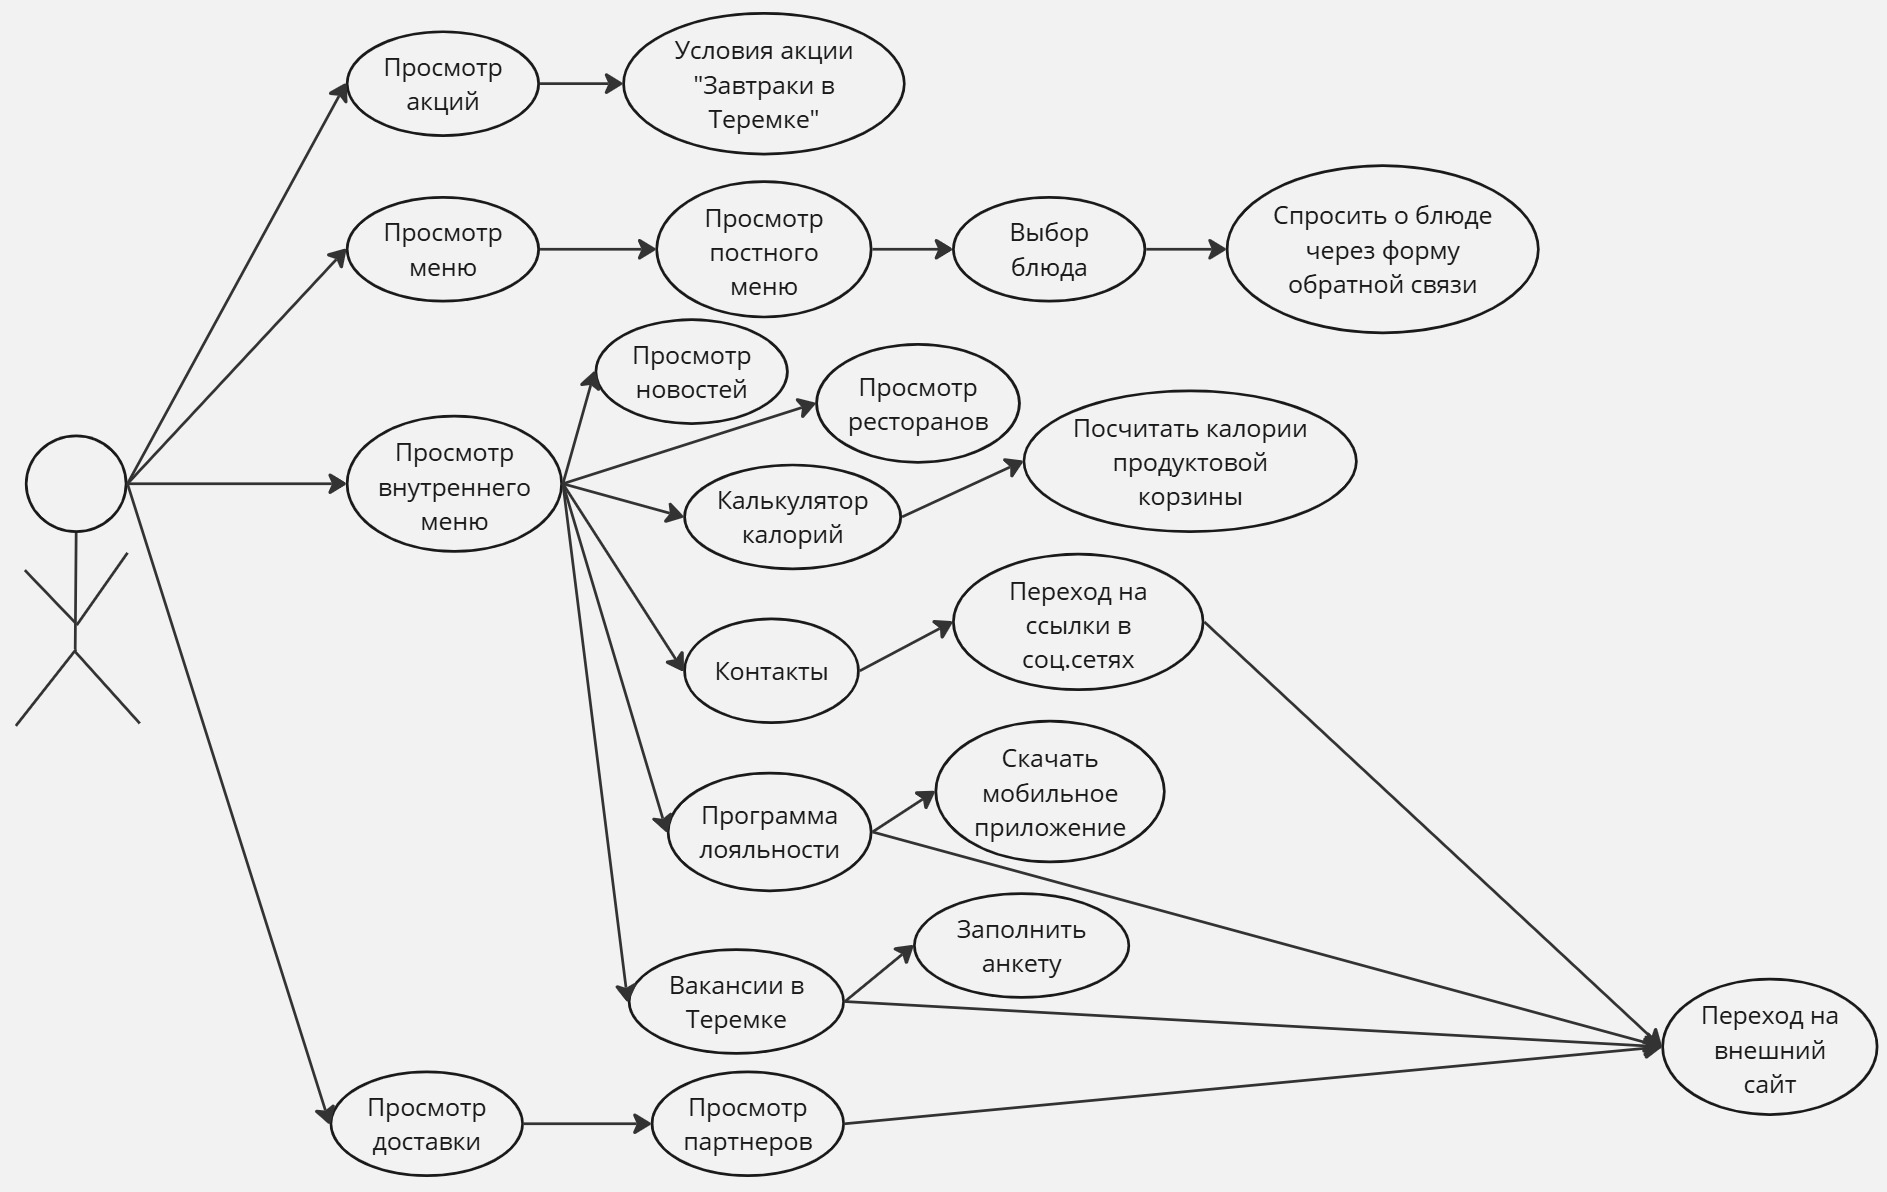 Просмотр
акций
Условия акции
"Завтраки в
Теремке"
Просмотр
меню
Просмотр
постного
меню
Выбор
блюда
Спросить о блюде
через форму
обратной связи
Просмотр
внутреннего
меню
Просмотр
новостей
Просмотр
ресторанов
Калькулятор
калорий
Посчитать калории
продуктовой
корзины
Контакты
Переход на
ссылки в
соц.сетях
Программа
лояльности
Скачать
мобильное
приложение
Вакансии в
Теремке
Заполнить
анкету
Просмотр
доставки
Просмотр
партнеров
Переход на
внешний
сайт